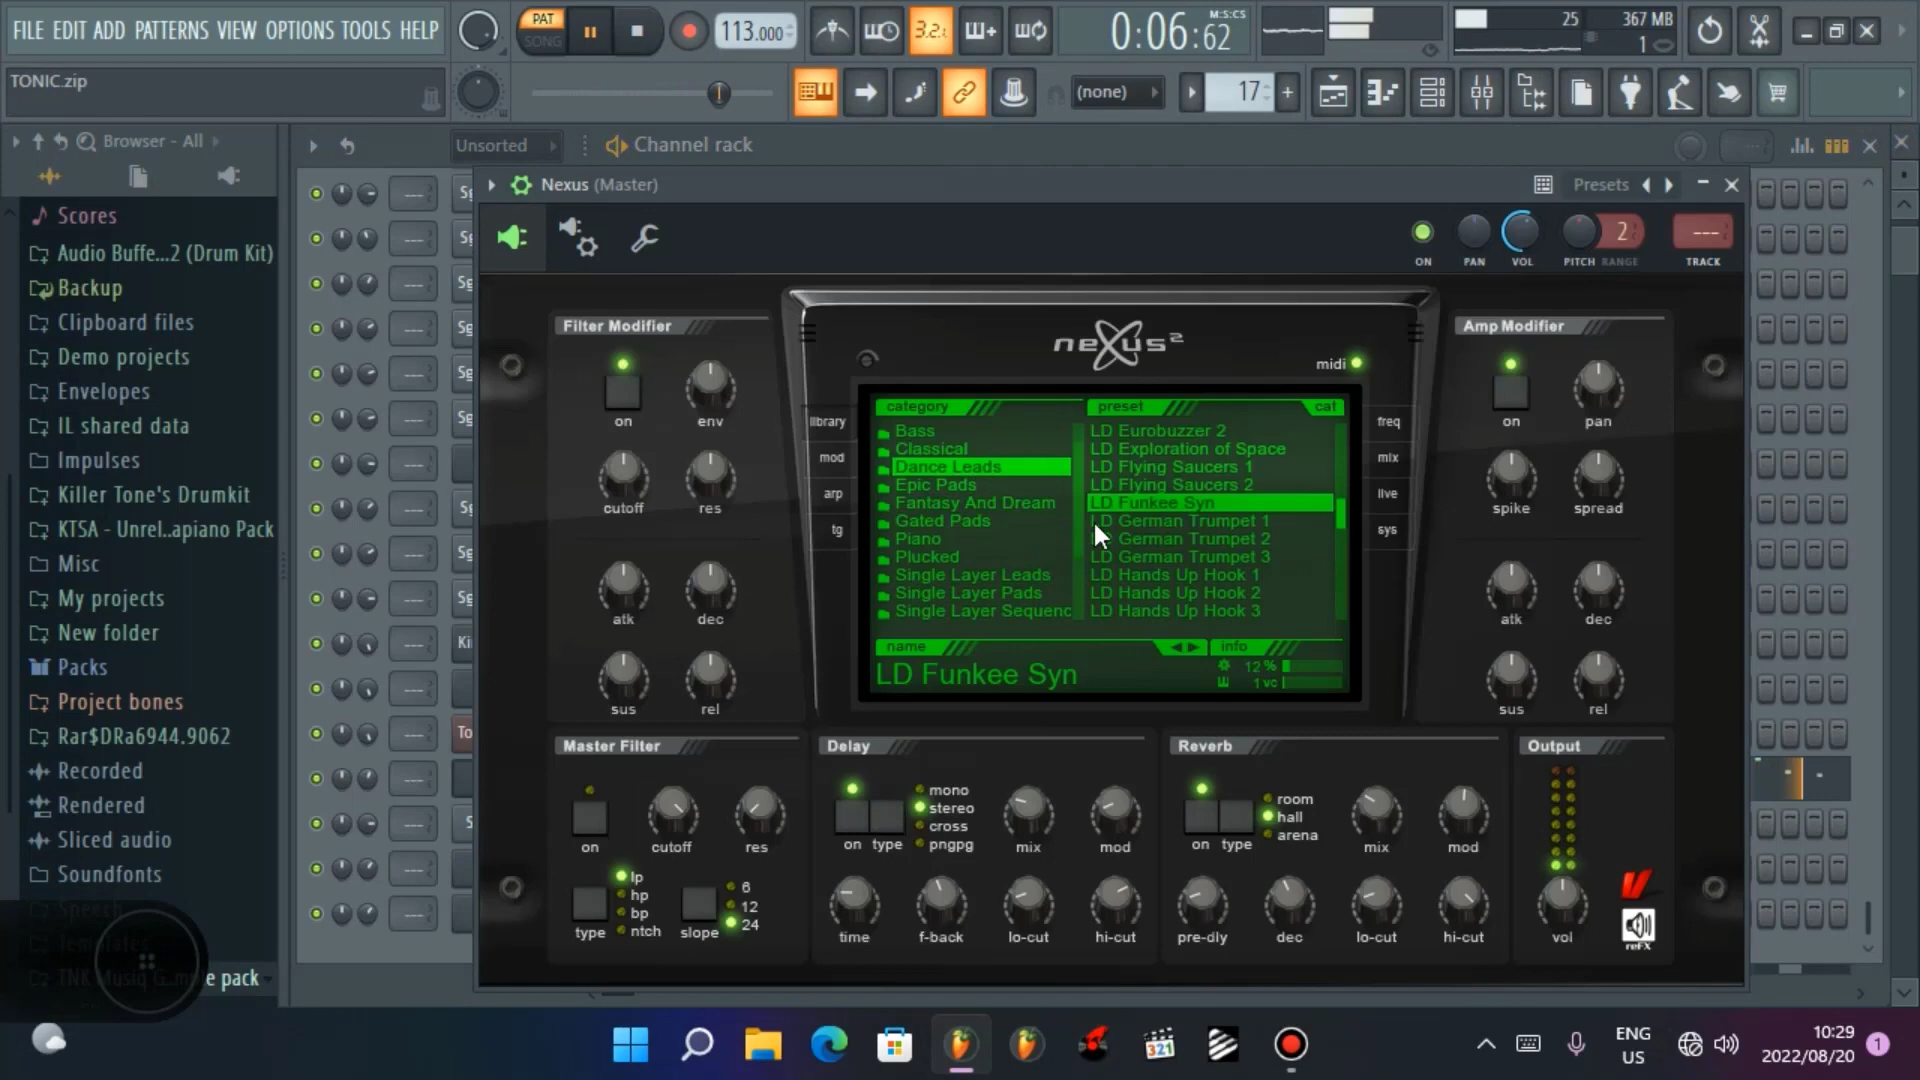 FILE EDIT ADD PATTERNS VIEW OPTIONS TOOLS HELP
PAT
SONG
113.000
3.2.
0:06:62
M:S:CS
25
367 MB
1
TONIC.zip
(none)
17
Browser - All
Unsorted
Channel rack
Scores
Audio Buffe...2 (Drum Kit)
Backup
Clipboard files
Demo projects
Envelopes
IL shared data
Impulses
Killer Tone's Drumkit
KTSA - Unrel..apiano Pack
Misc
My projects
New folder
Packs
Project bones
Rar$DRa6944.9062
Recorded
Rendered
Sliced audio
Soundfonts
Speech
Templates
TNK Musiq G..m
e pack
Nexus (Master)
Presets
ON
PAN
VOL
PITCH
RANGE
2
TRACK
Filter Modifier
on
env
cutoff
res
atk
dec
sus
rel
nexus²
midi
library
mod
arp
tg
category
Bass
Classical
Dance Leads
Epic Pads
Fantasy And Dream
Gated Pads
Piano
Plucked
Single Layer Leads
Single Layer Pads
Single Layer Sequenc
preset
cat
LD Eurobuzzer 2
LD Exploration of Space
LD Flying Saucers 1
LD Flying Saucers 2
LD Funkee Syn
LD German Trumpet 1
LD German Trumpet 2
LD German Trumpet 3
LD Hands Up Hook 1
LD Hands Up Hook 2
LD Hands Up Hook 3
name
info
LD Funkee Syn
12 %
1 vc
freq
mix
live
sys
Amp Modifier
on
pan
spike
spread
atk
dec
sus
rel
Master Filter
on
cutoff
res
type
lp
hp
bp
ntch
slope
6
12
24
Delay
on
type
mono
stereo
cross
pngpg
mix
mod
time
f-back
lo-cut
hi-cut
Reverb
on
type
room
hall
arena
mix
mod
pre-dly
dec
lo-cut
hi-cut
Output
vol
reFX
321
ENG
US
10:29
2022/08/20
1